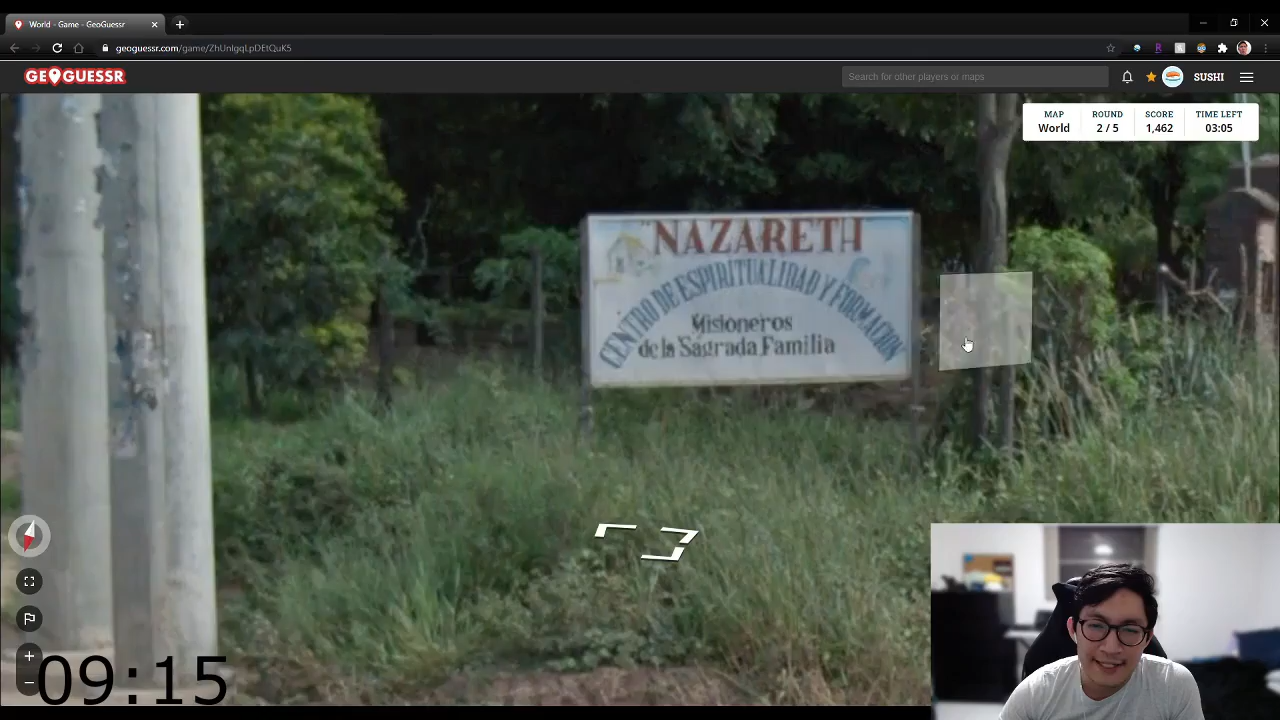 World - Game - GeoGuessr
geoguessr.com/game/ZhUnIgqLpDEtQuK5
GEOGUESSR
Search for other players or maps
SUSHI
MAP ROUND SCORE TIME LEFT
World 2 / 5 1,462 03:05
"NAZARETH
CENTRO DE ESPIRITUALIDAD Y FORMACION
Misioneros
de la Sagrada Familia
09:15